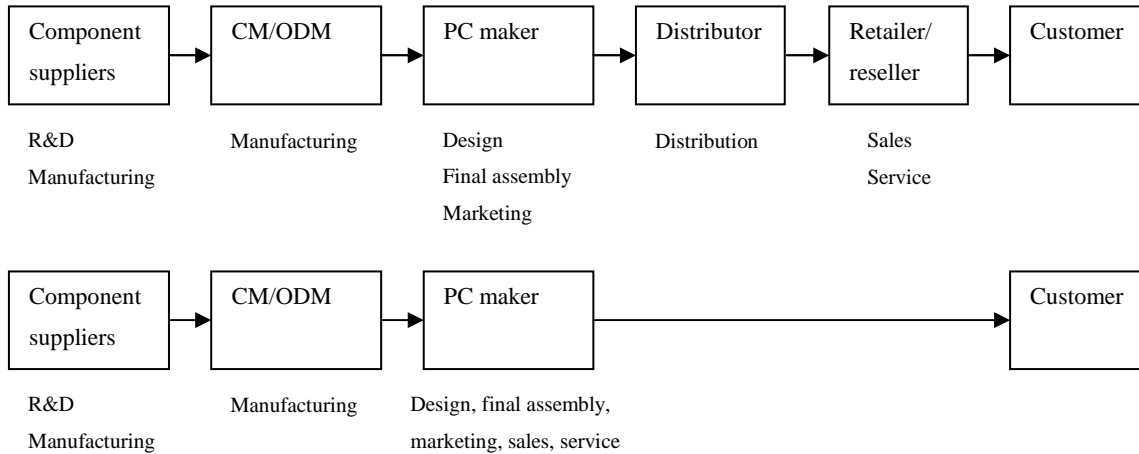 Component
suppliers
CM/ODM
PC maker
Distributor
Retailer/
reseller
Customer
R&D
Manufacturing
Manufacturing
Design
Final assembly
Marketing
Distribution
Sales
Service
Component
suppliers
CM/ODM
PC maker
Customer
R&D
Manufacturing
Manufacturing
Design, final assembly,
marketing, sales, service